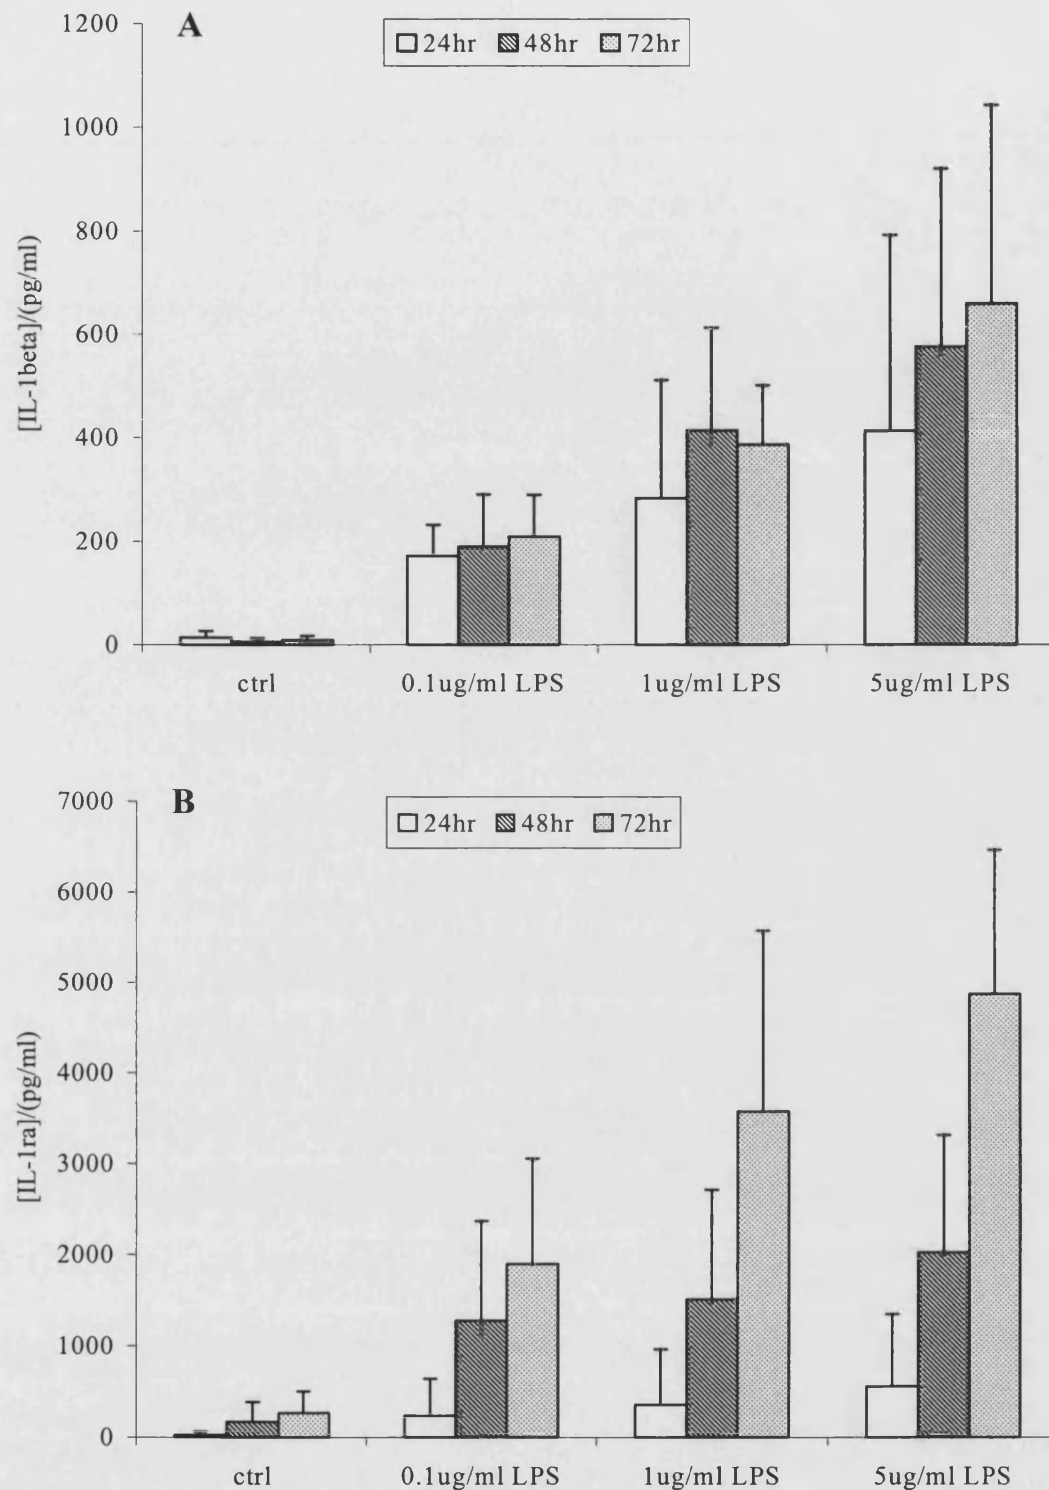 A
24hr 48hr 72hr
1200
1000
800
600
400
200
0
[IL-1beta]/(pg/ml)
ctrl 0.1ug/ml LPS 1ug/ml LPS 5ug/ml LPS
B
24hr 48hr 72hr
7000
6000
5000
4000
3000
2000
1000
0
[IL-1ra]/(pg/ml)
ctrl 0.1ug/ml LPS 1ug/ml LPS 5ug/ml LPS